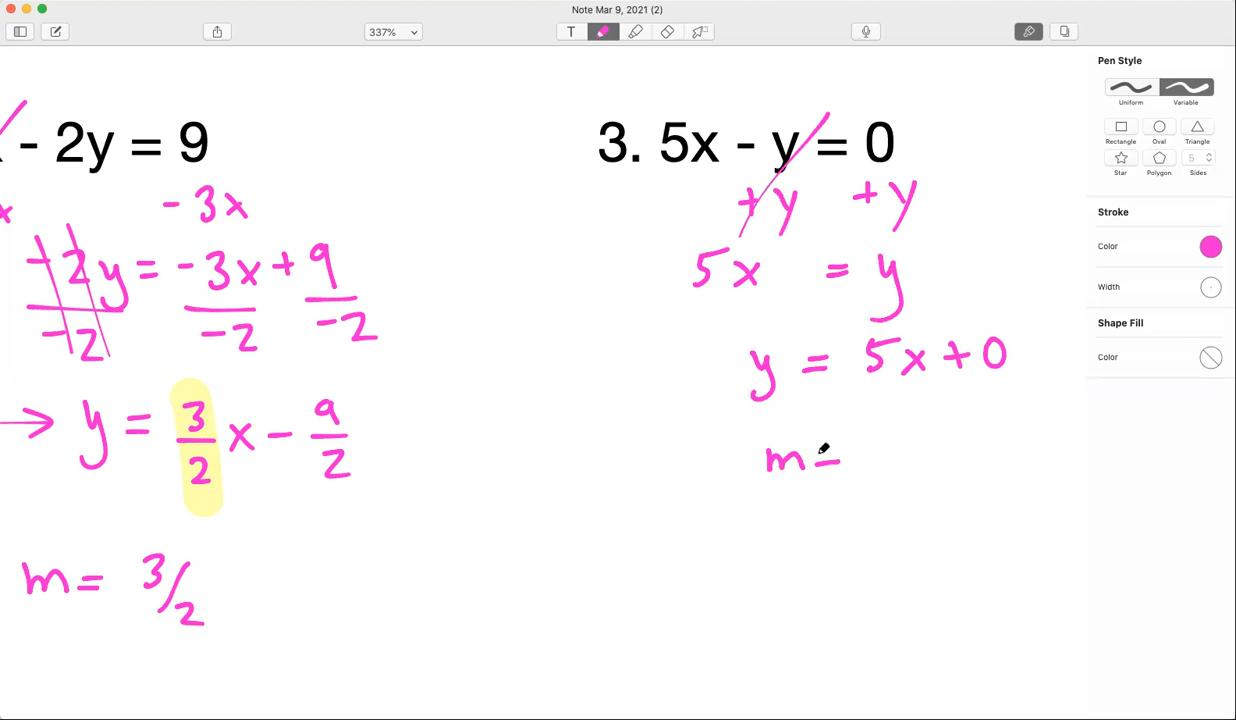 Note Mar 9, 2021 (2)
337%
T
- 2y = 9
- 3x
x
- 2y = - 3x + 9
- 2 - 2 - 2
→ y = 3/2 x - 9/2
m = 3/2
3. 5x - y = 0
+ y + y
5x = y
y = 5x + 0
m =
Pen Style
Uniform Variable
Rectangle Oval Triangle
5
Star Polygon Sides
Stroke
Color
Width
Shape Fill
Color